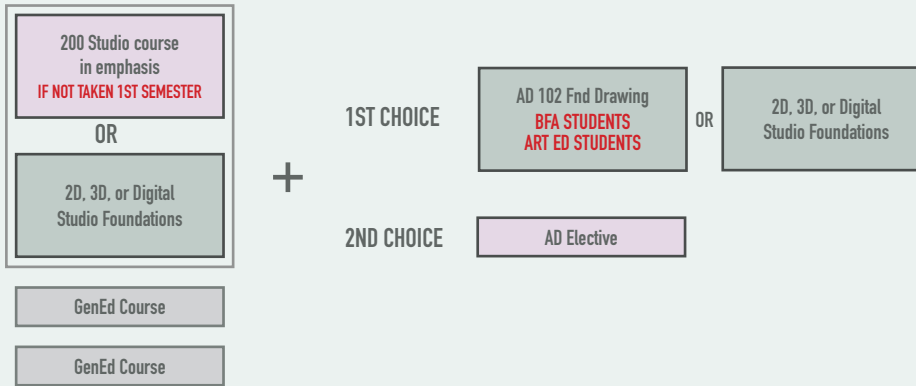 200 Studio course
in emphasis
IF NOT TAKEN 1ST SEMESTER
OR
2D, 3D, or Digital
Studio Foundations
GenEd Course
GenEd Course
+
1ST CHOICE
AD 102 Fnd Drawing
BFA STUDENTS
ART ED STUDENTS
OR
2D, 3D, or Digital
Studio Foundations
2ND CHOICE
AD Elective